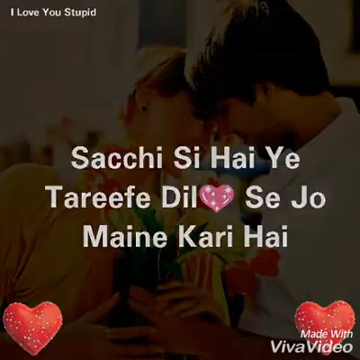 I Love You Stupid
Sacchi Si Hai Ye
Tareefe Dil💖 Se Jo
Maine Kari Hai
Made With
VivaVideo